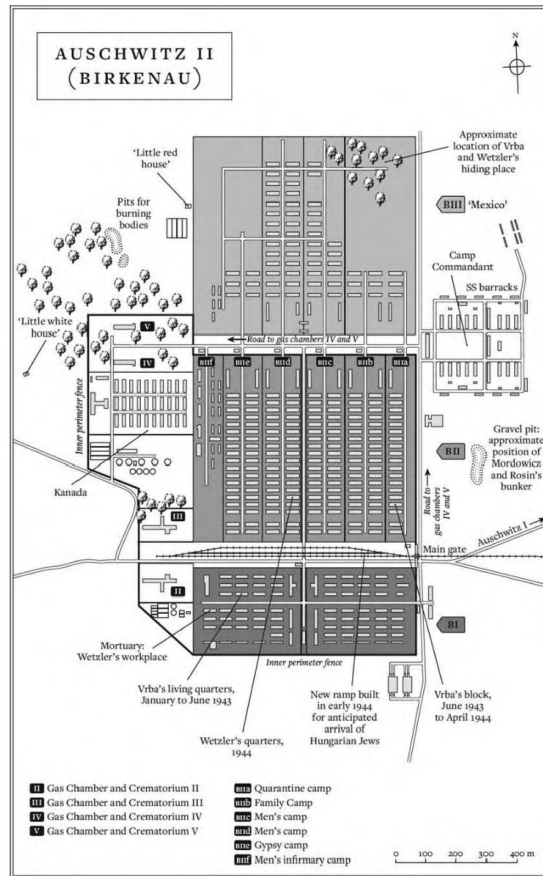 AUSCHWITZ II
(BIRKENAU)
N
'Little red
house'
Approximate
location of Vrba
and Wetzler's
hiding place
Pits for
burning
bodies
BIII 'Mexico'
Camp
Commandant
SS barracks
'Little white
house'
V
Road to gas chambers IV and V
IV
BIIf
BIIe
BIId
BIIc
BIIb
BIIa
Inner perimeter fence
Kanada
BII
Gravel pit:
approximate
position of
Mordowicz
and Rosin's
bunker
Road to
gas chambers
IV and V
Auschwitz I
III
Main gate
II
BI
Mortuary:
Wetzler's workplace
Inner perimeter fence
Vrba's living quarters,
January to June 1943
Wetzler's quarters,
1944
New ramp built
in early 1944
for anticipated
arrival of
Hungarian Jews
Vrba's block,
June 1943
to April 1944
II Gas Chamber and Crematorium II
III Gas Chamber and Crematorium III
IV Gas Chamber and Crematorium IV
V Gas Chamber and Crematorium V
BIIa Quarantine camp
BIIb Family Camp
BIIc Men's camp
BIId Men's camp
BIIe Gypsy camp
BIIf Men's infirmary camp
0 100 200 300 400 m